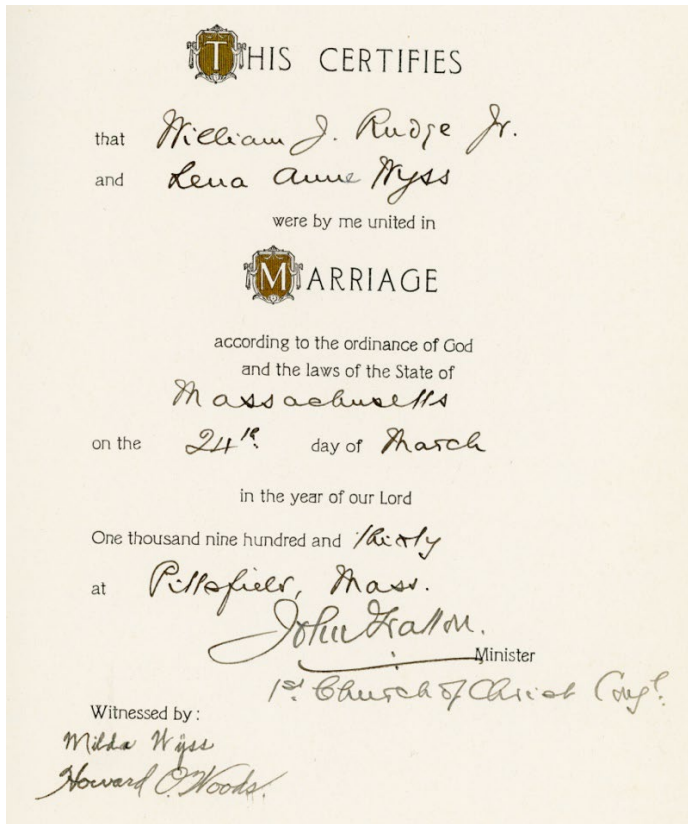 THIS CERTIFIES
that William J. Rudge Jr.
and Lena Anne Wyss
were by me united in
MARRIAGE
according to the ordinance of God
and the laws of the State of
Massachusetts
on the 24th day of March
in the year of our Lord
One thousand nine hundred and thirty
at Pittsfield, Mass.
John Gratton.
Minister
1st Church of Christ Congl.
Witnessed by:
Milda Wyss
Howard O. Woods.